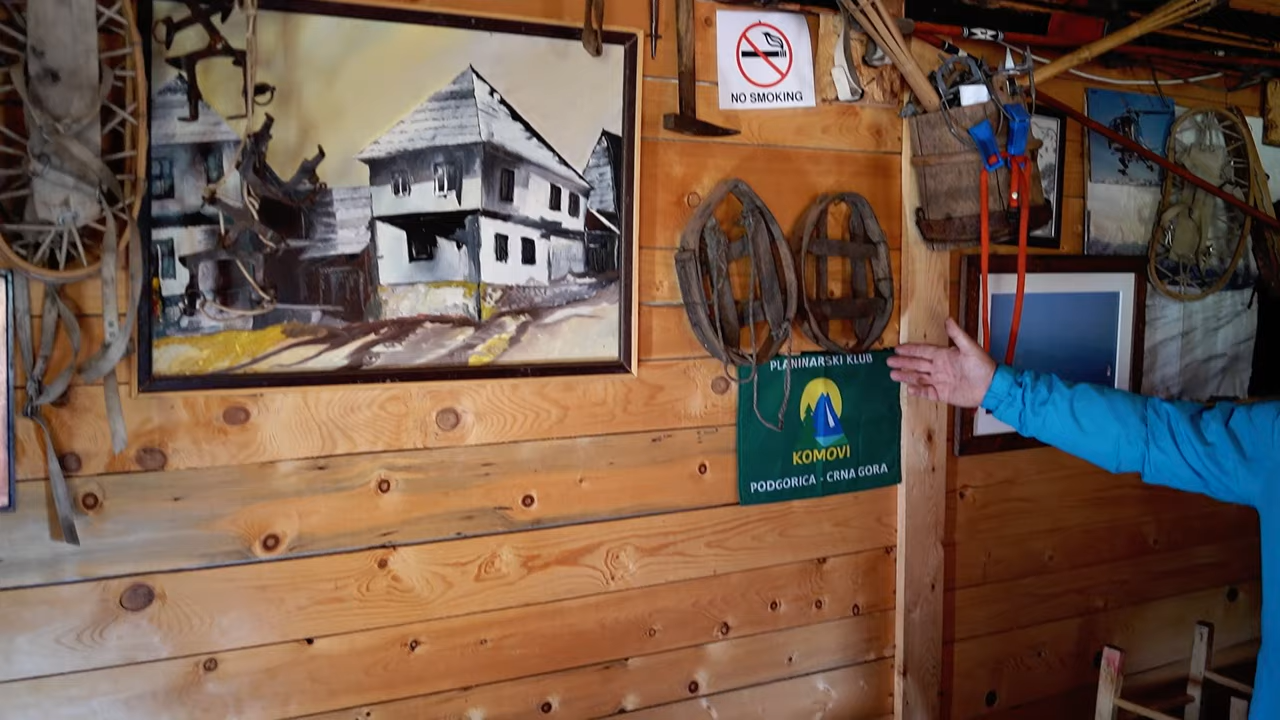 NO SMOKING
PLANINARSKI KLUB
KOMOVI
PODGORICA - CRNA GORA